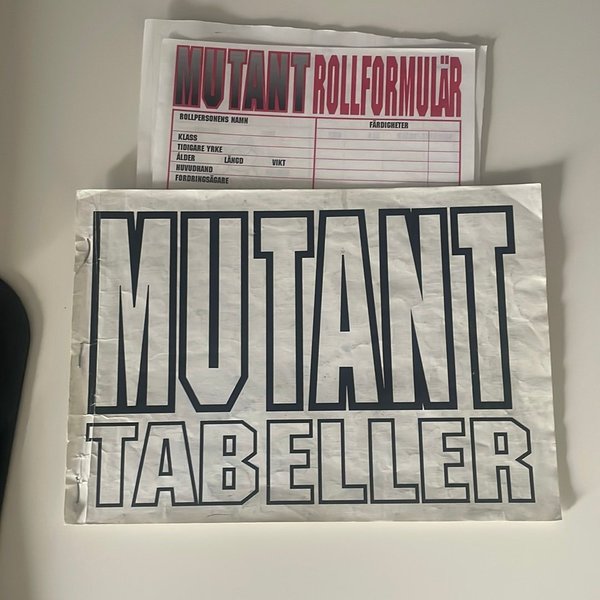 MUTANT ROLLFORMULÄR
ROLLPERSONENS NAMN FÄRDIGHETER
KLASS
TIDIGARE YRKE
ÅLDER LÄNGD VIKT
HUVUDHAND
FORDRINGSÄGARE
MUTANT
TABELLER